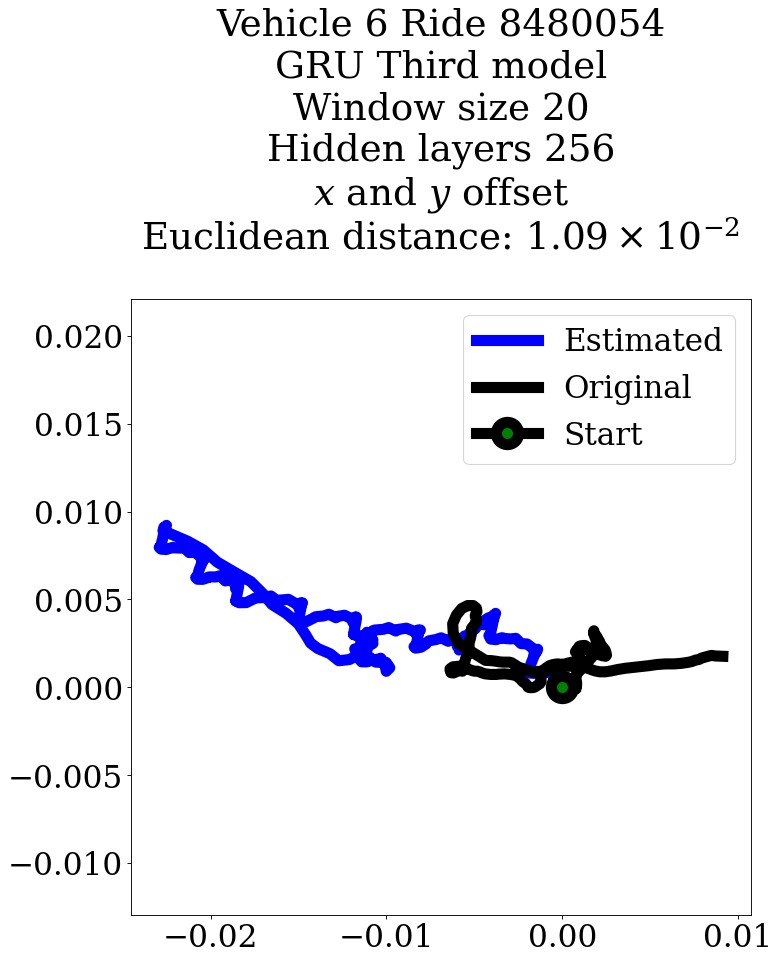 Vehicle 6 Ride 8480054
GRU Third model
Window size 20
Hidden layers 256
x and y offset
Euclidean distance: 1.09 × 10⁻²
Estimated
Original
Start
0.020
0.015
0.010
0.005
0.000
−0.005
−0.010
−0.02 −0.01 0.00 0.01